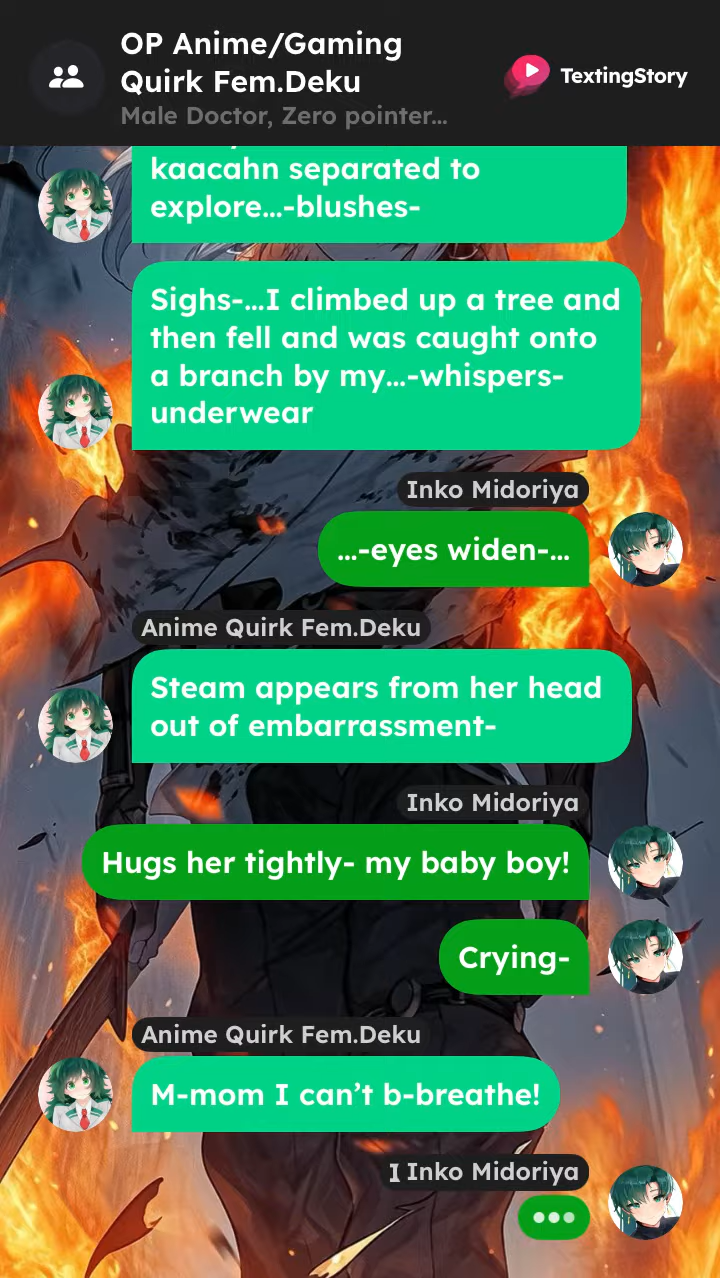 OP Anime/Gaming
Quirk Fem.Deku
Male Doctor, Zero pointer...
TextingStory
kaacahn separated to
explore...-blushes-
Sighs-...I climbed up a tree and
then fell and was caught onto
a branch by my...-whispers-
underwear
Inko Midoriya
...-eyes widen-...
Anime Quirk Fem.Deku
Steam appears from her head
out of embarrassment-
Inko Midoriya
Hugs her tightly- my baby boy!
Crying-
Anime Quirk Fem.Deku
M-mom I can’t b-breathe!
I Inko Midoriya